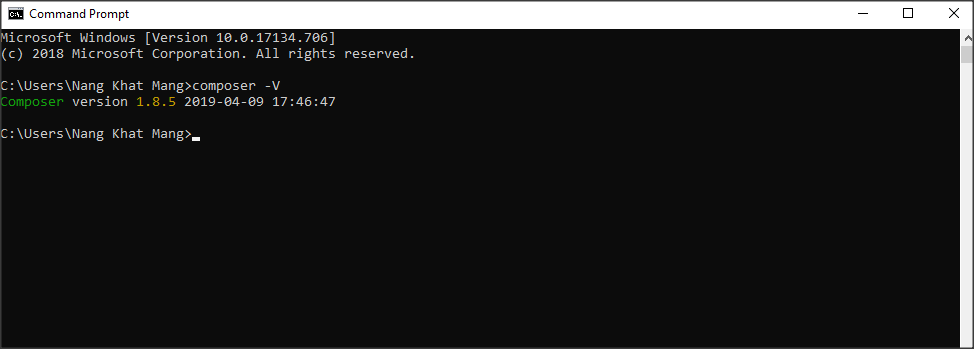 Command Prompt
Microsoft Windows [Version 10.0.17134.706]
(c) 2018 Microsoft Corporation. All rights reserved.
C:\Users\Nang Khat Mang>composer -V
Composer version 1.8.5 2019-04-09 17:46:47
C:\Users\Nang Khat Mang>